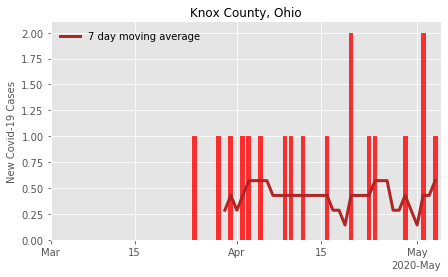 Knox County, Ohio
7 day moving average
New Covid-19 Cases
2.00
1.75
1.50
1.25
1.00
0.75
0.50
0.25
0.00
Mar
15
Apr
15
May
2020-May